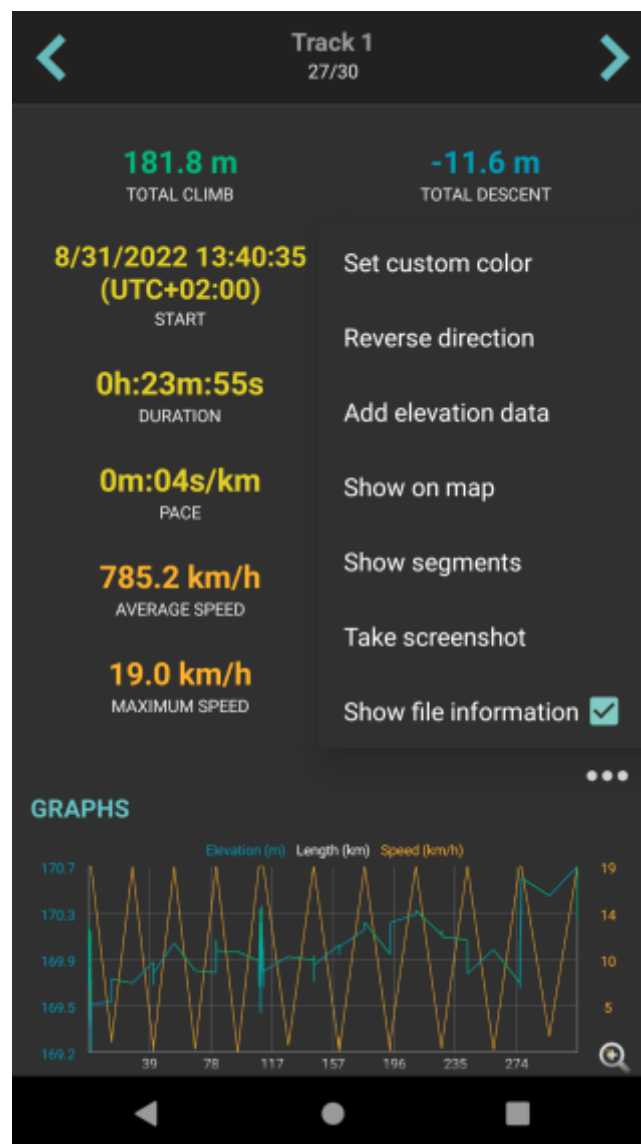 Track 1
27/30
181.8 m
TOTAL CLIMB
-11.6 m
TOTAL DESCENT
8/31/2022 13:40:35
(UTC+02:00)
START
0h:23m:55s
DURATION
0m:04s/km
PACE
785.2 km/h
AVERAGE SPEED
19.0 km/h
MAXIMUM SPEED
Set custom color
Reverse direction
Add elevation data
Show on map
Show segments
Take screenshot
Show file information
GRAPHS
Elevation (m) Length (km) Speed (km/h)
170.7 19
170.3 14
169.9 10
169.5 5
169.2
39 78 117 157 196 235 274